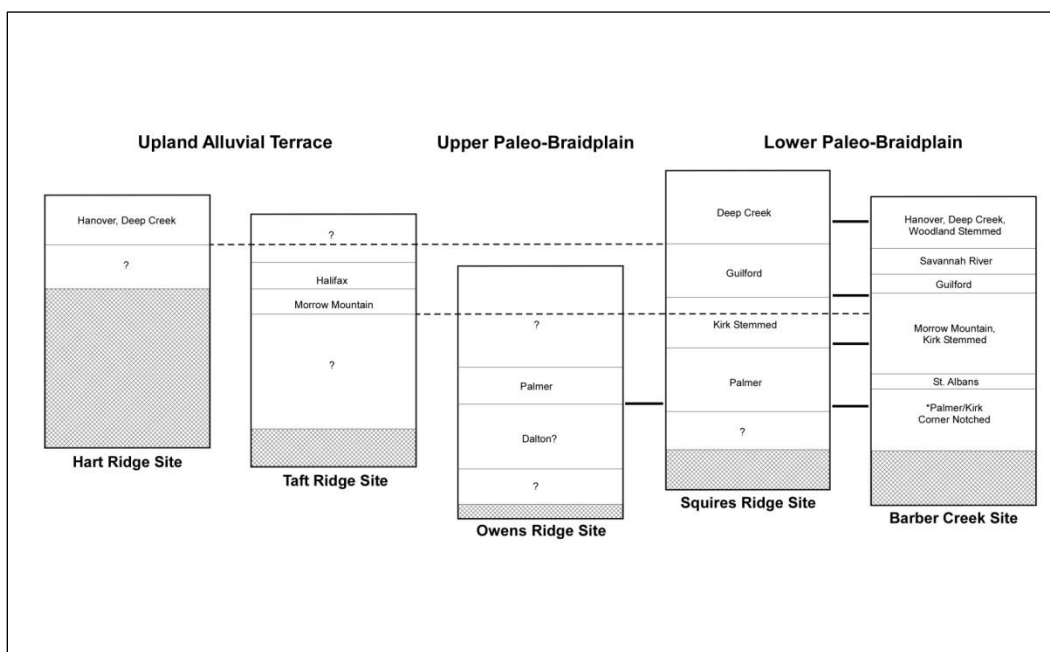 Upland Alluvial Terrace
Upper Paleo-Braidplain
Lower Paleo-Braidplain
Hanover, Deep Creek
?
Hart Ridge Site
?
Halifax
Morrow Mountain
?
Taft Ridge Site
?
Palmer
Dalton?
?
Owens Ridge Site
Deep Creek
Guilford
Kirk Stemmed
Palmer
?
Squires Ridge Site
Hanover, Deep Creek,
Woodland Stemmed
Savannah River
Guilford
Morrow Mountain,
Kirk Stemmed
St. Albans
*Palmer/Kirk
Corner Notched
Barber Creek Site